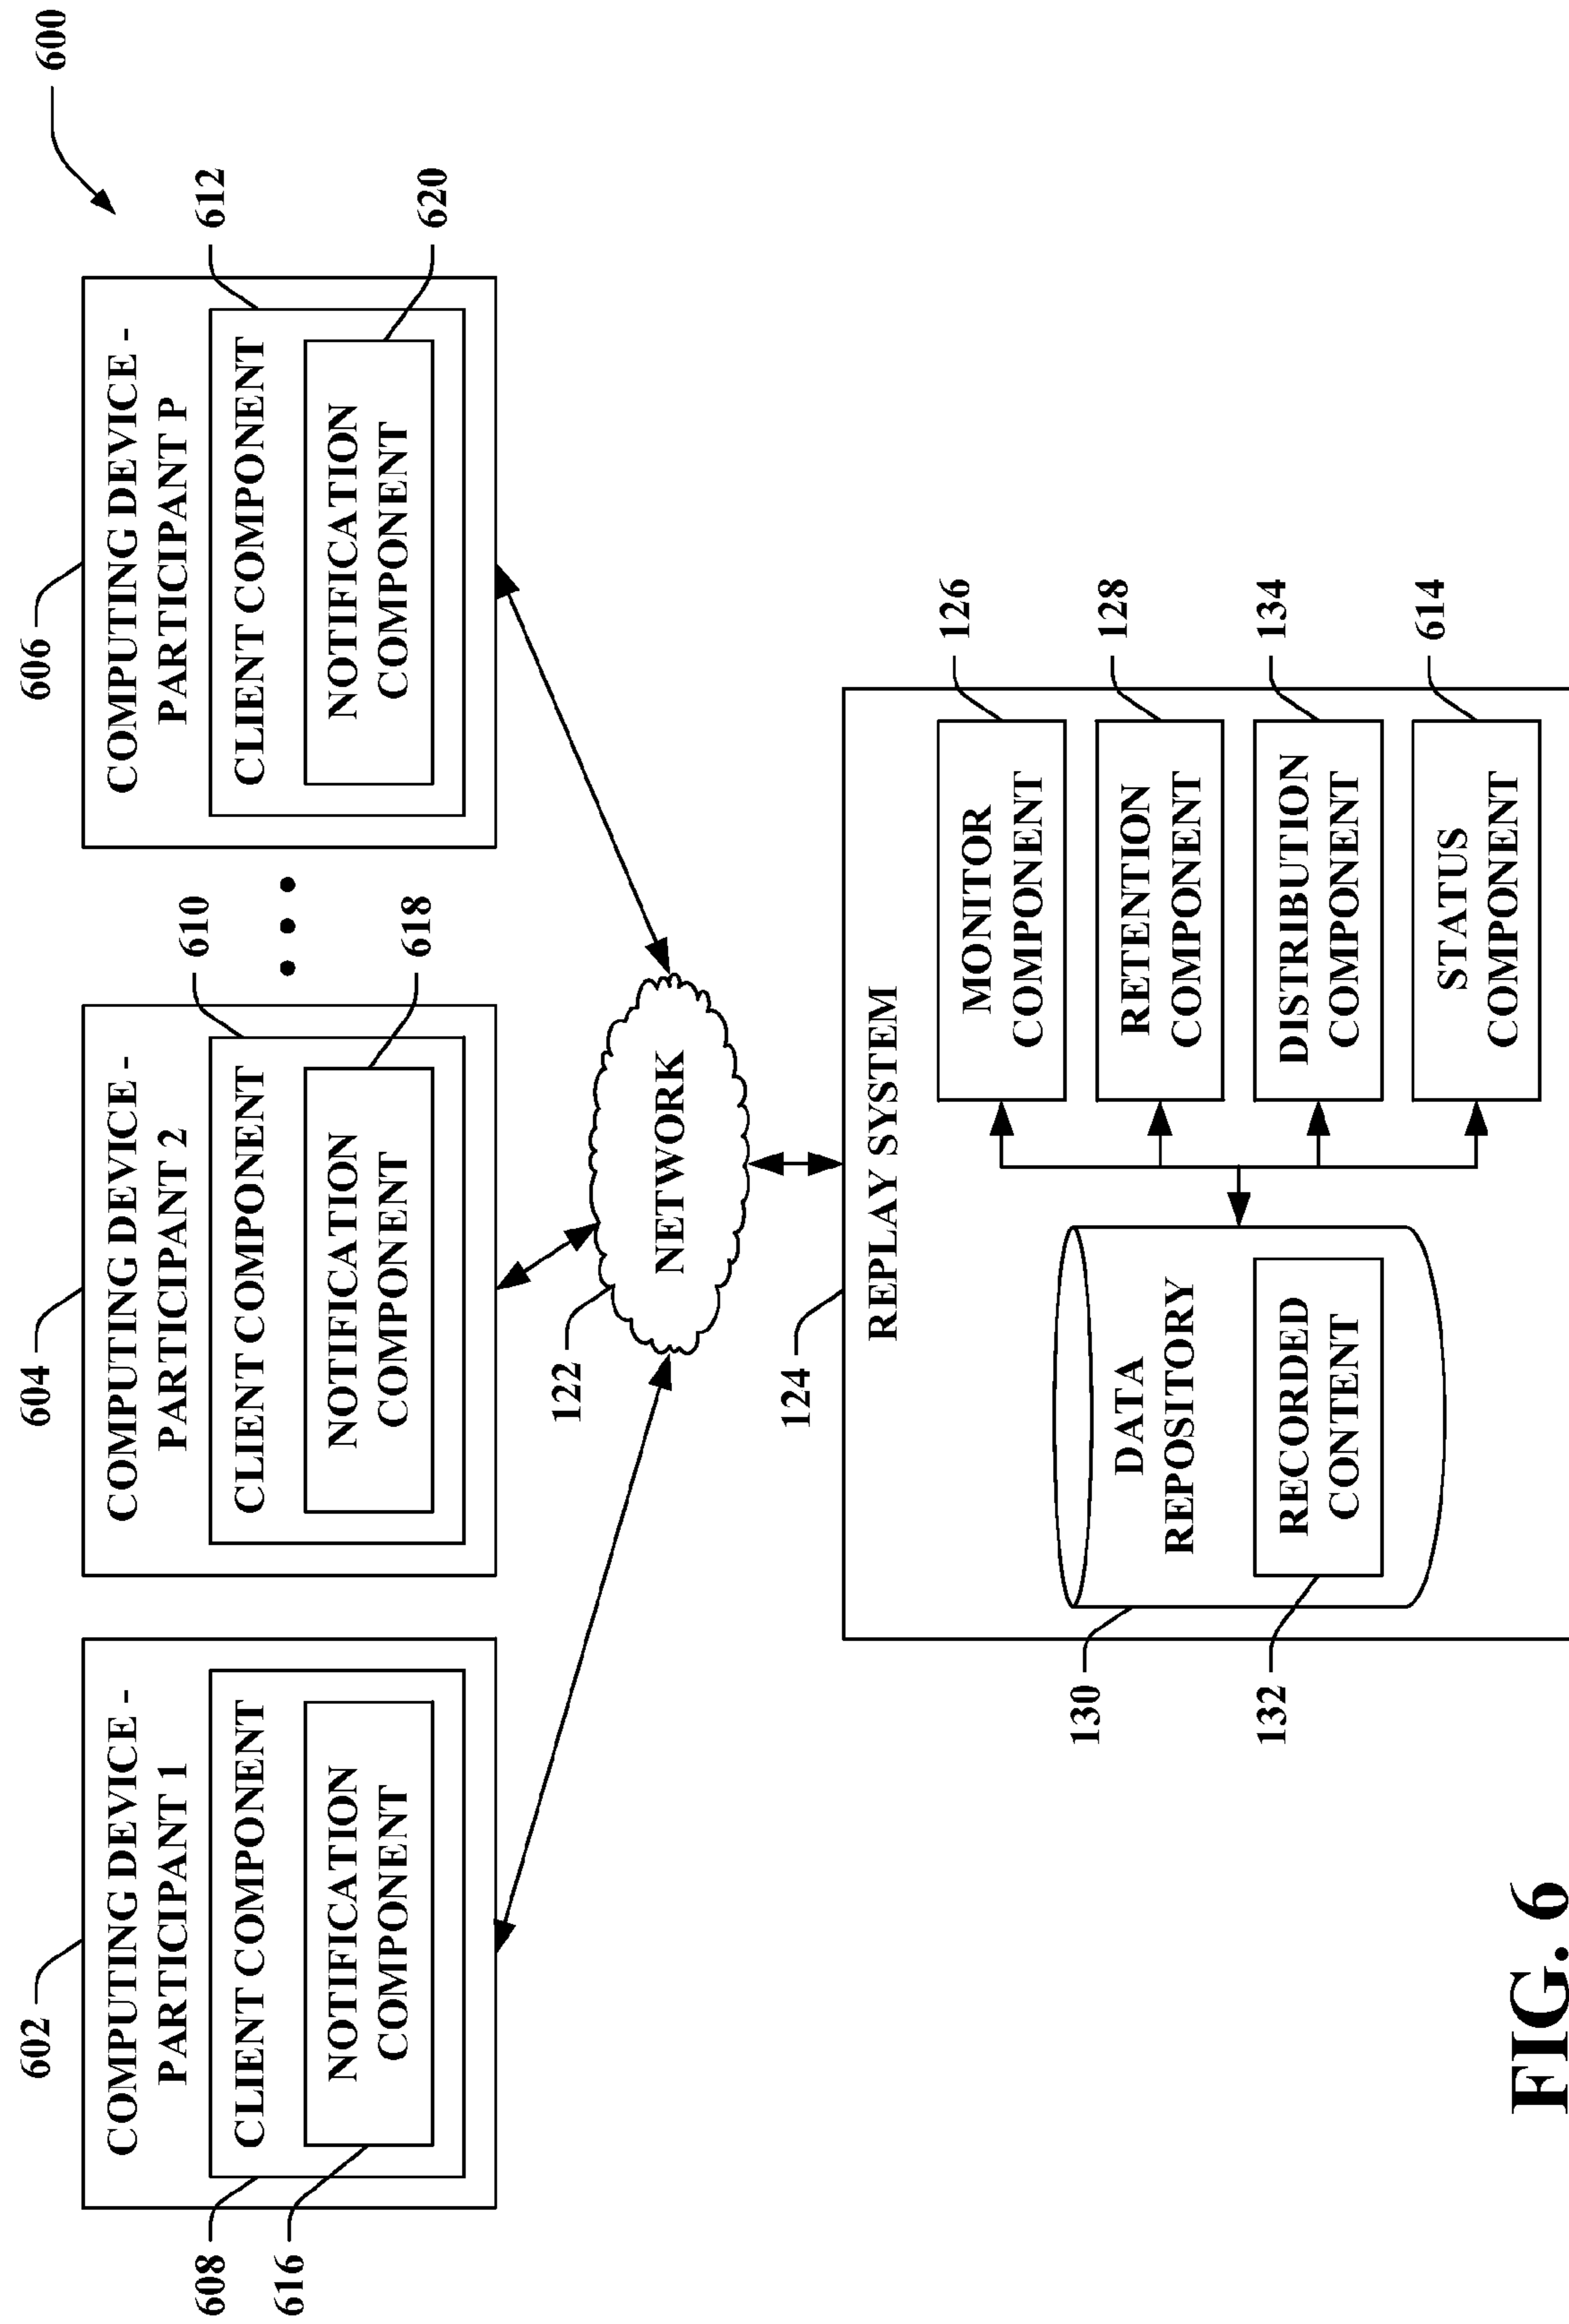 600
602
COMPUTING DEVICE -
PARTICIPANT 1
CLIENT COMPONENT
NOTIFICATION
COMPONENT
608
616
604
COMPUTING DEVICE -
PARTICIPANT 2
CLIENT COMPONENT
NOTIFICATION
COMPONENT
610
618
606
COMPUTING DEVICE -
PARTICIPANT P
CLIENT COMPONENT
NOTIFICATION
COMPONENT
612
620
122
NETWORK
124
REPLAY SYSTEM
DATA
REPOSITORY
RECORDED
CONTENT
130
132
MONITOR
COMPONENT
126
RETENTION
COMPONENT
128
DISTRIBUTION
COMPONENT
134
STATUS
COMPONENT
614
FIG. 6